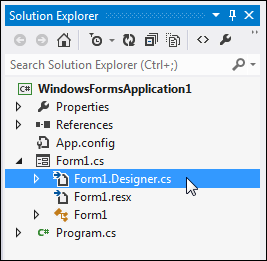 Solution Explorer
Search Solution Explorer (Ctrl+;)
C# WindowsFormsApplication1
Properties
References
App.config
Form1.cs
Form1.Designer.cs
Form1.resx
Form1
C# Program.cs